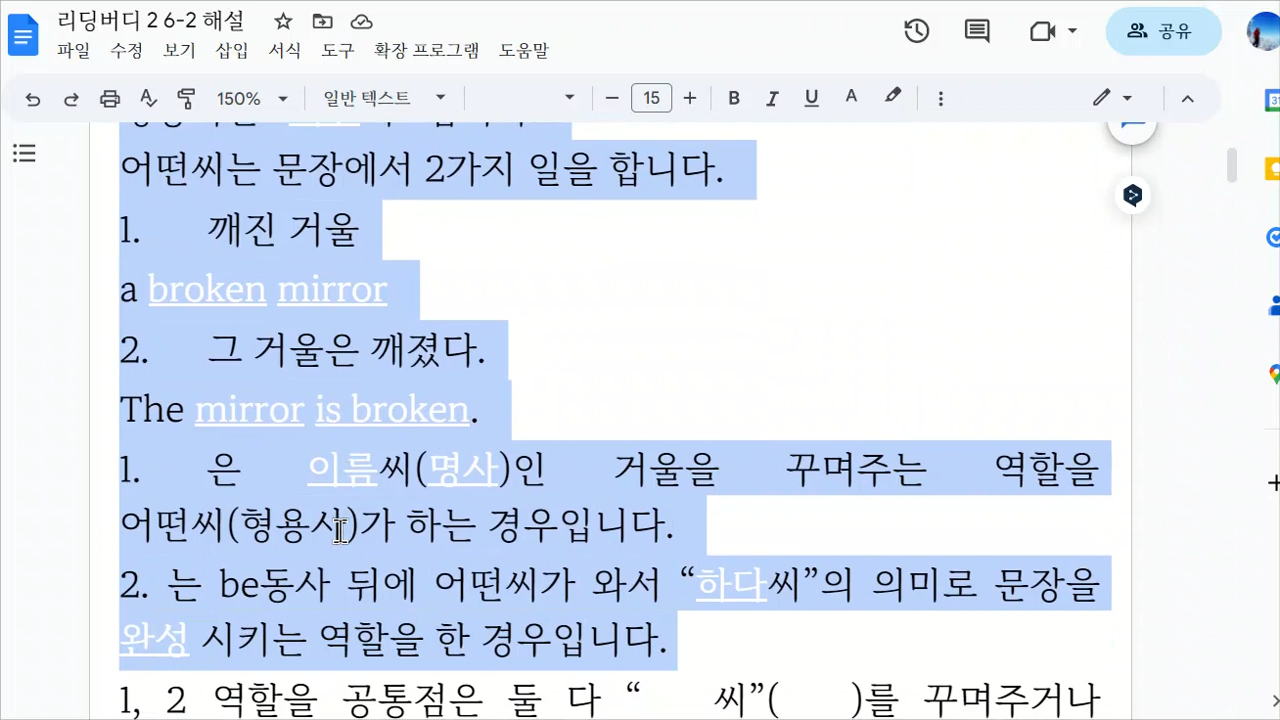 리딩버디 2 6-2 해설
파일 수정 보기 삽입 서식 도구 확장 프로그램 도움말
공유
150% 일반 텍스트 15 B I U A
어떤씨는 문장에서 2가지 일을 합니다.
1. 깨진 거울
a broken mirror
2. 그 거울은 깨졌다.
The mirror is broken.
1. 은 이름씨(명사)인 거울을 꾸며주는 역할을
어떤씨(형용사)가 하는 경우입니다.
2. 는 be동사 뒤에 어떤씨가 와서 “하다씨”의 의미로 문장을
완성 시키는 역할을 한 경우입니다.
1, 2 역할을 공통점은 둘 다 “ 씨”( )를 꾸며주거나